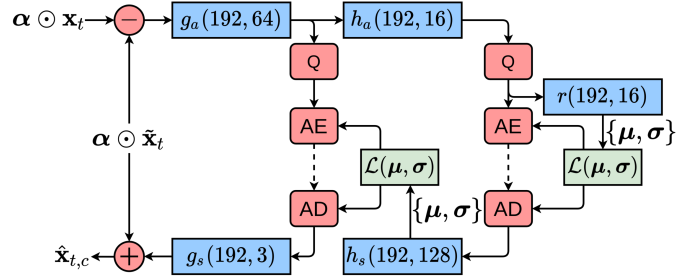 α ⊙ x_t
−
g_a(192, 64)
h_a(192, 16)
Q
Q
r(192, 16)
AE
AE
{μ, σ}
α ⊙ x̃_t
ℒ(μ, σ)
ℒ(μ, σ)
AD
{μ, σ}
AD
x̂_{t,c}
+
g_s(192, 3)
h_s(192, 128)